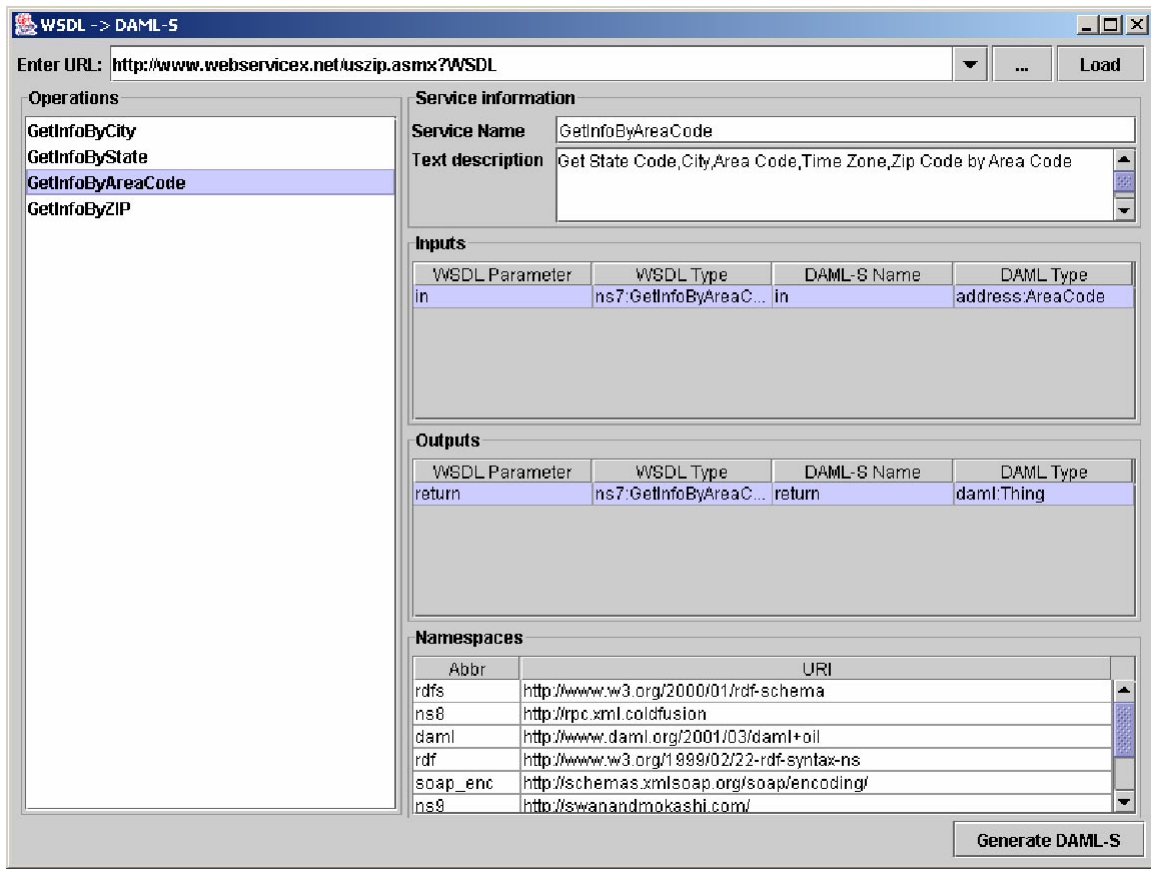 WSDL -> DAML-S
Enter URL: http://www.webservicex.net/uszip.asmx?WSDL ... Load
Operations
GetInfoByCity
GetInfoByState
GetInfoByAreaCode
GetInfoByZIP
Service information
Service Name GetInfoByAreaCode
Text description Get State Code,City,Area Code,Time Zone,Zip Code by Area Code
Inputs
WSDL Parameter WSDL Type DAML-S Name DAML Type
in ns7:GetInfoByAreaC... in address:AreaCode
Outputs
WSDL Parameter WSDL Type DAML-S Name DAML Type
return ns7:GetInfoByAreaC... return daml:Thing
Namespaces
Abbr URI
rdfs http://www.w3.org/2000/01/rdf-schema
ns8 http://rpc.xml.coldfusion
daml http://www.daml.org/2001/03/daml+oil
rdf http://www.w3.org/1999/02/22-rdf-syntax-ns
soap_enc http://schemas.xmlsoap.org/soap/encoding/
ns9 http://swanandmokashi.com/
Generate DAML-S